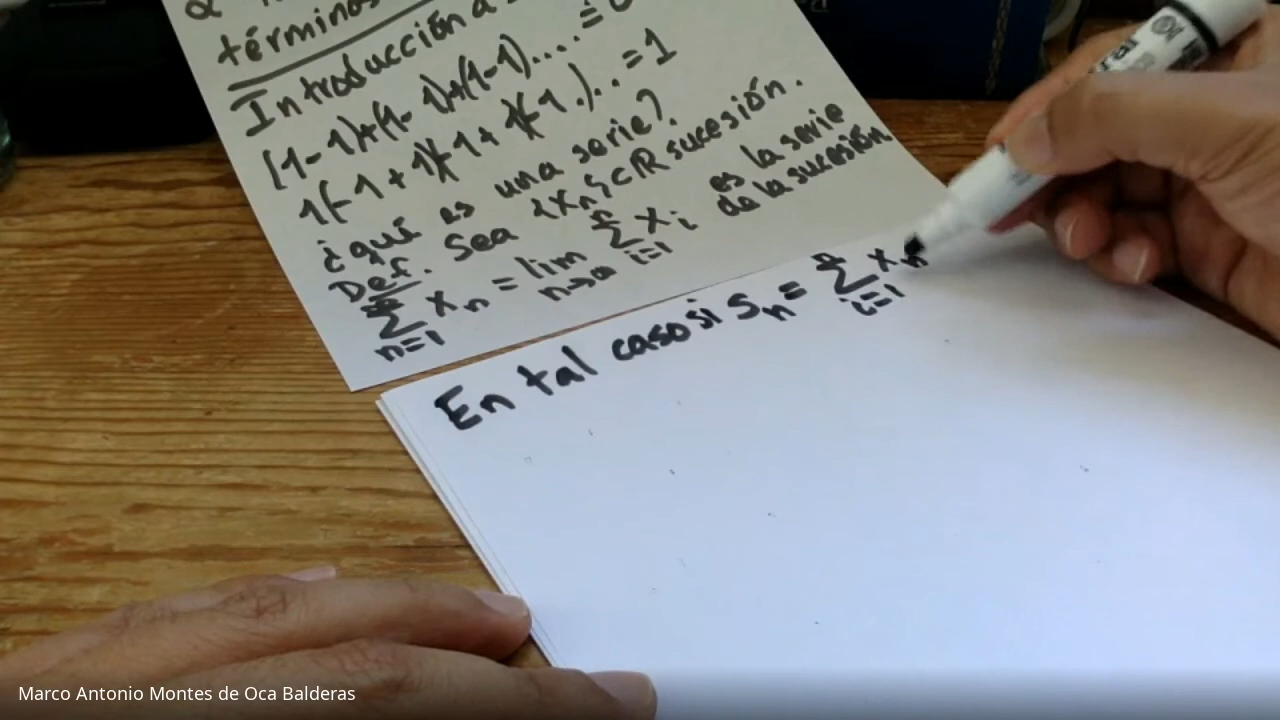 términos
Introducción a
(1-1)+(1-1)+(1-1)....=0
1(-1+1)(-1+1)(-1.)...=1
¿qué es una serie?
Def. Sea {xn}⊂ℝ sucesión.
∞∑n=1 xn = lim n→∞ n∑i=1 xi es la serie de la sucesión
En tal caso si Sn = n∑i=1 xn
Marco Antonio Montes de Oca Balderas